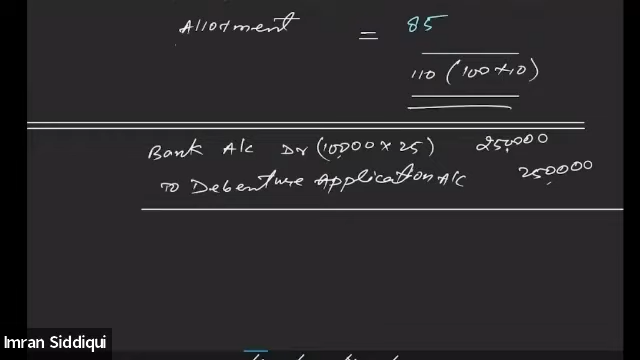 Allotment = 85
110 (100+10)
Bank A/c Dr (10,000 × 25) 250,000
To Debenture Application A/c 250,000
Imran Siddiqui